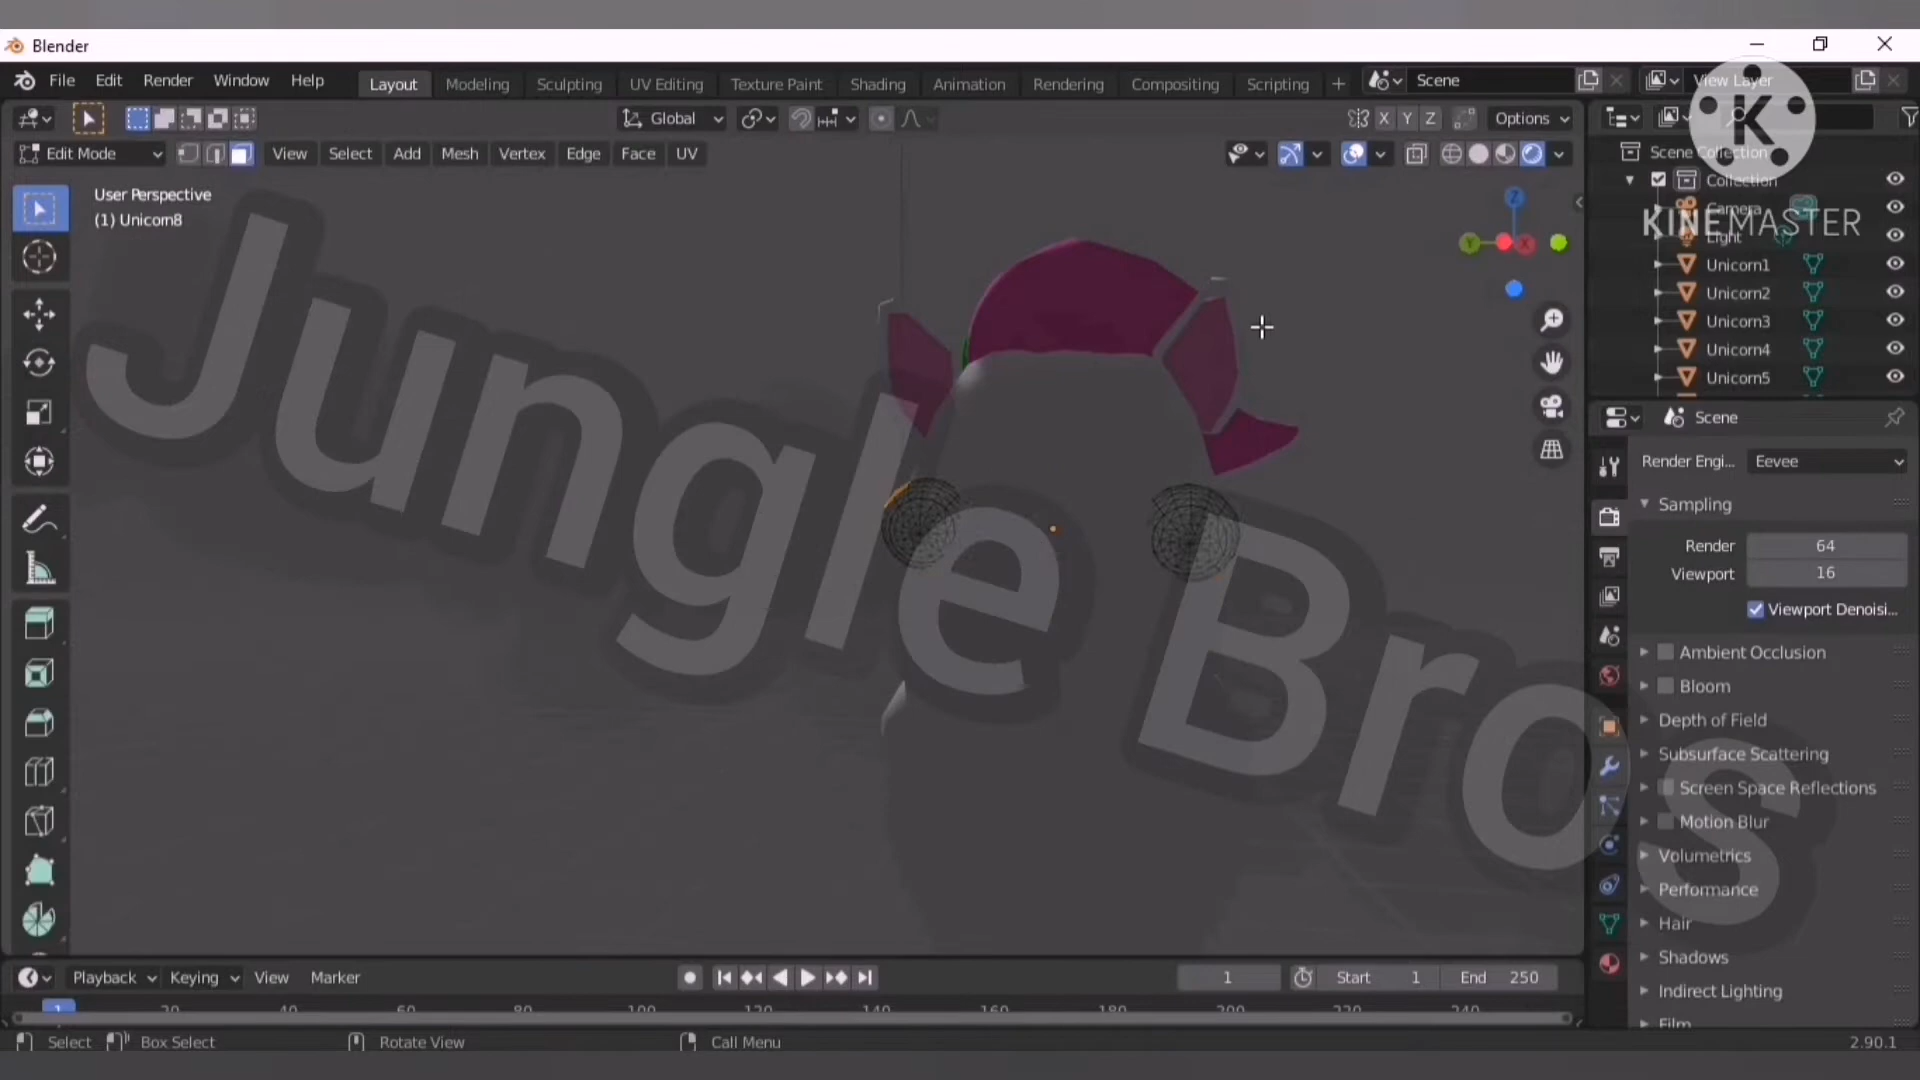 Blender
File Edit Render Window Help Layout Modeling Sculpting UV Editing Texture Paint Shading Animation Rendering Compositing Scripting + Scene View Layer
Global X Y Z Options
Edit Mode View Select Add Mesh Vertex Edge Face UV
User Perspective
(1) Unicorn8
Scene Collection
Collection
Camera
Light
Unicorn1
Unicorn2
Unicorn3
Unicorn4
Unicorn5
K
KINEMASTER
Z
Y X
Jungle Bros
Scene
Render Engi... Eevee
Sampling
Render 64
Viewport 16
Viewport Denoisi...
Ambient Occlusion
Bloom
Depth of Field
Subsurface Scattering
Screen Space Reflections
Motion Blur
Volumetrics
Performance
Hair
Shadows
Indirect Lighting
Film
Playback Keying View Marker 1 Start 1 End 250
1 20 40 60 80 100 120 140 160 180 200 220 240
Select Box Select Rotate View Call Menu 2.90.1